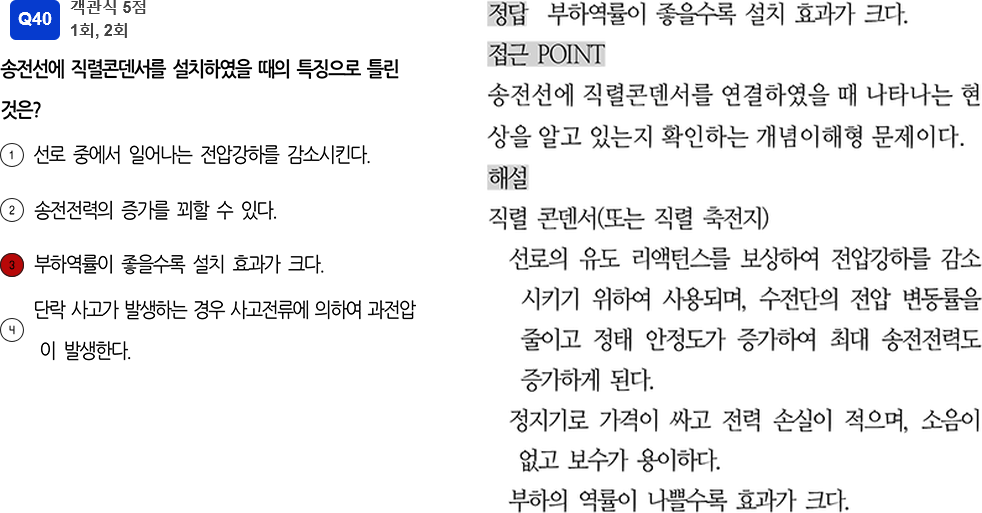 Q40
객관식 5점
1회, 2회
송전선에 직렬콘덴서를 설치하였을 때의 특징으로 틀린
것은?
1 선로 중에서 일어나는 전압강하를 감소시킨다.
2 송전전력의 증가를 꾀할 수 있다.
3 부하역률이 좋을수록 설치 효과가 크다.
4 단락 사고가 발생하는 경우 사고전류에 의하여 과전압
이 발생한다.
정답 부하역률이 좋을수록 설치 효과가 크다.
접근 POINT
송전선에 직렬콘덴서를 연결하였을 때 나타나는 현
상을 알고 있는지 확인하는 개념이해형 문제이다.
해설
직렬 콘덴서(또는 직렬 축전지)
선로의 유도 리액턴스를 보상하여 전압강하를 감소
시키기 위하여 사용되며, 수전단의 전압 변동률을
줄이고 정태 안정도가 증가하여 최대 송전전력도
증가하게 된다.
정지기로 가격이 싸고 전력 손실이 적으며, 소음이
없고 보수가 용이하다.
부하의 역률이 나쁠수록 효과가 크다.